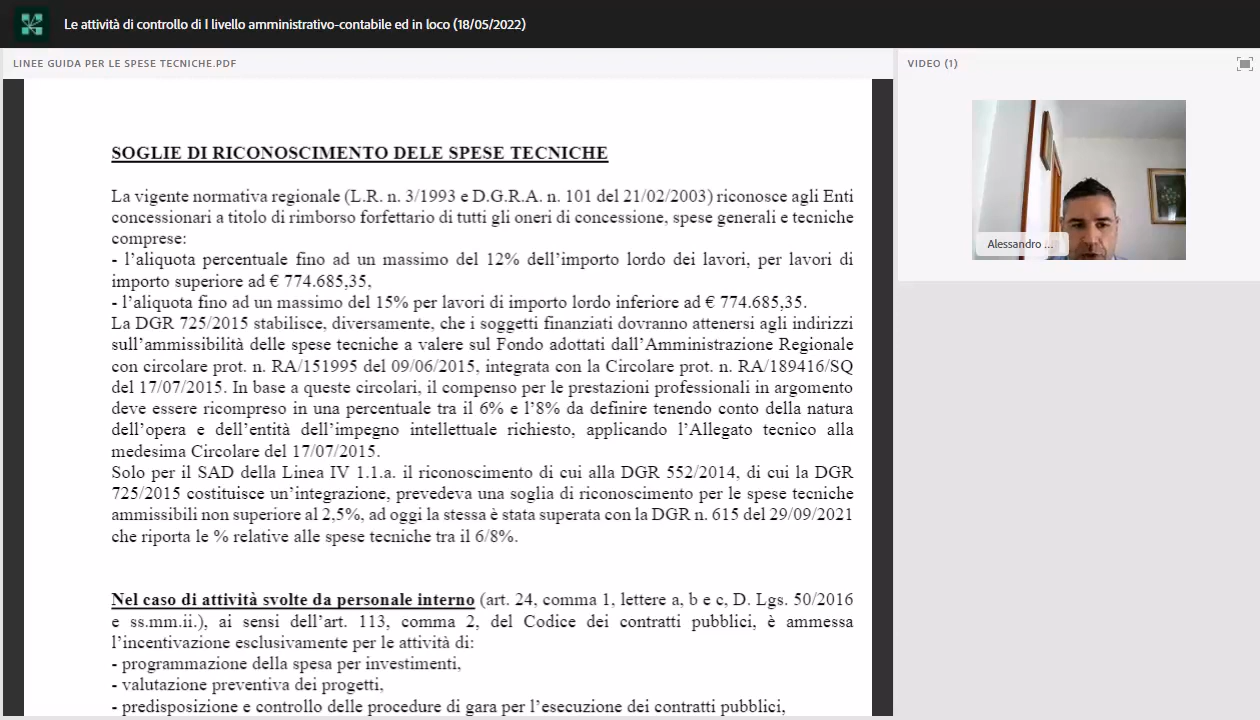 Le attività di controllo di I livello amministrativo-contabile ed in loco (18/05/2022)
LINEE GUIDA PER LE SPESE TECNICHE.PDF
SOGLIE DI RICONOSCIMENTO DELE SPESE TECNICHE
La vigente normativa regionale (L.R. n. 3/1993 e D.G.R.A. n. 101 del 21/02/2003) riconosce agli Enti
concessionari a titolo di rimborso forfettario di tutti gli oneri di concessione, spese generali e tecniche
comprese:
- l’aliquota percentuale fino ad un massimo del 12% dell’importo lordo dei lavori, per lavori di
importo superiore ad € 774.685,35,
- l’aliquota fino ad un massimo del 15% per lavori di importo lordo inferiore ad € 774.685,35.
La DGR 725/2015 stabilisce, diversamente, che i soggetti finanziati dovranno attenersi agli indirizzi
sull’ammissibilità delle spese tecniche a valere sul Fondo adottati dall’Amministrazione Regionale
con circolare prot. n. RA/151995 del 09/06/2015, integrata con la Circolare prot. n. RA/189416/SQ
del 17/07/2015. In base a queste circolari, il compenso per le prestazioni professionali in argomento
deve essere ricompreso in una percentuale tra il 6% e l’8% da definire tenendo conto della natura
dell’opera e dell’entità dell’impegno intellettuale richiesto, applicando l’Allegato tecnico alla
medesima Circolare del 17/07/2015.
Solo per il SAD della Linea IV 1.1.a. il riconoscimento di cui alla DGR 552/2014, di cui la DGR
725/2015 costituisce un’integrazione, prevedeva una soglia di riconoscimento per le spese tecniche
ammissibili non superiore al 2,5%, ad oggi la stessa è stata superata con la DGR n. 615 del 29/09/2021
che riporta le % relative alle spese tecniche tra il 6/8%.
Nel caso di attività svolte da personale interno (art. 24, comma 1, lettere a, b e c, D. Lgs. 50/2016
e ss.mm.ii.), ai sensi dell’art. 113, comma 2, del Codice dei contratti pubblici, è ammessa
l’incentivazione esclusivamente per le attività di:
- programmazione della spesa per investimenti,
- valutazione preventiva dei progetti,
- predisposizione e controllo delle procedure di gara per l’esecuzione dei contratti pubblici,
VIDEO (1)
Alessandro ...